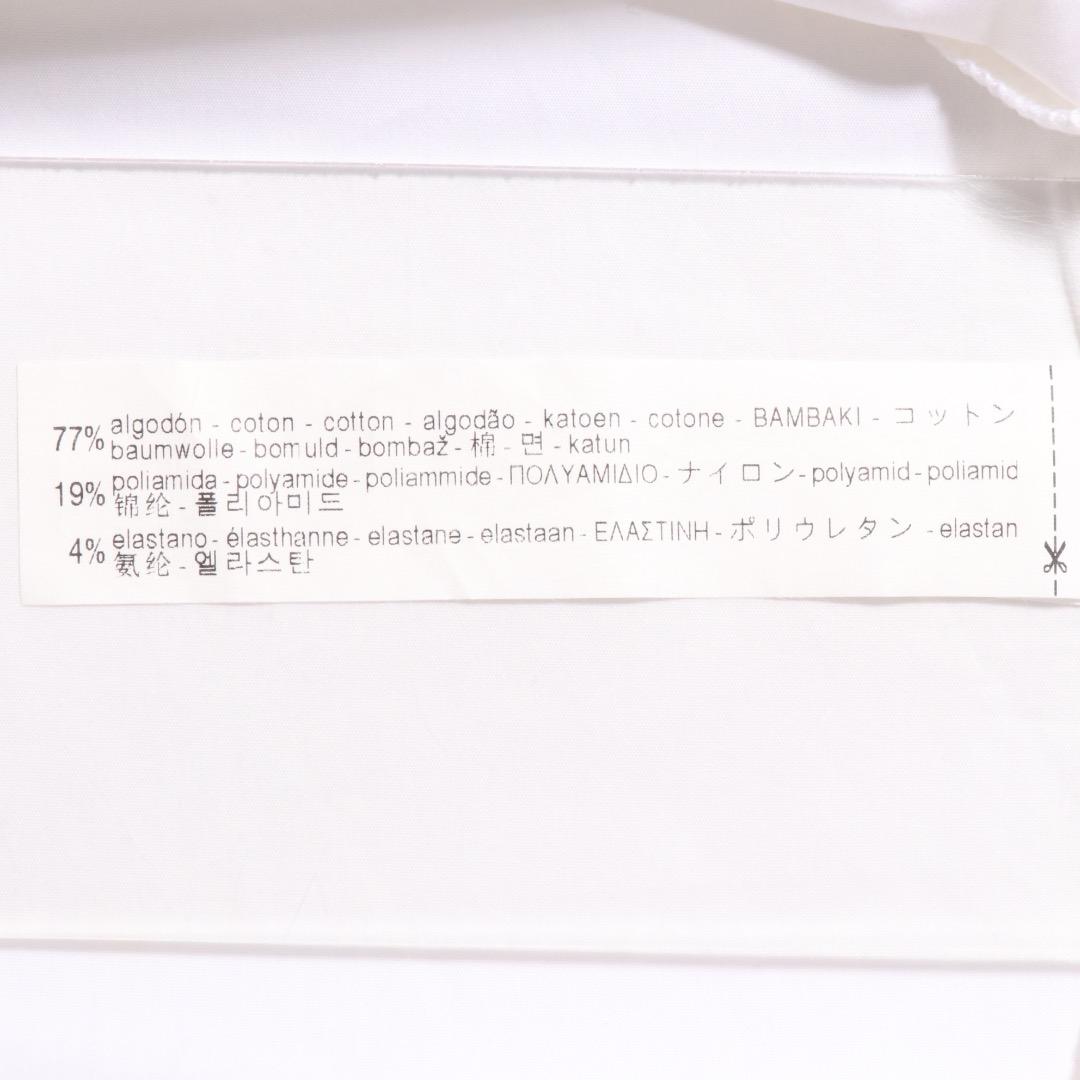 77% algodón - coton - cotton - algodão - katoen - cotone - BAMBAKI - コットン
baumwolle - bomuld - bombaž - 棉 - 면 - katun
19% poliamida - polyamide - poliammide - ΠΟΛΥΑΜΙΔΙΟ - ナイロン - polyamid - poliamid
锦纶 - 폴리아미드
4% elastano - élasthanne - elastane - elastaan - ΕΛΑΣΤΙΝΗ - ポリウレタン - elastan
氨纶 - 엘라스탄